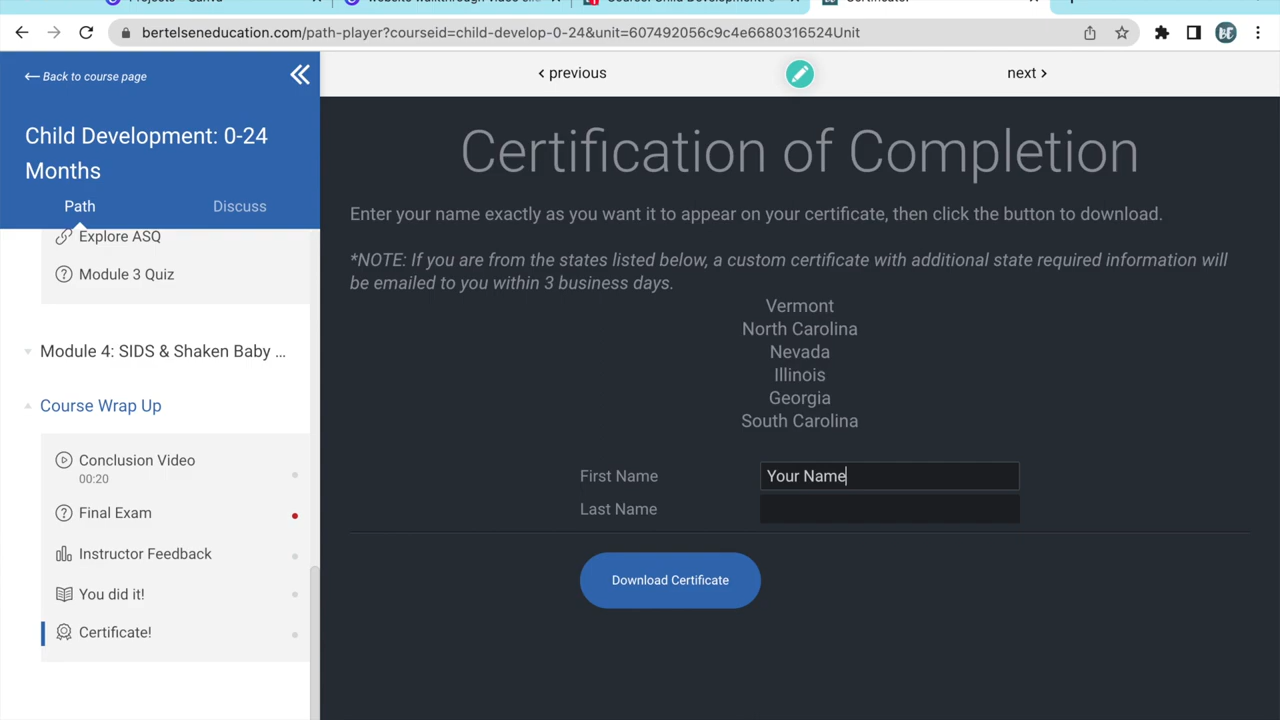 Projects - Canva
bertelseneducation.com/path-player?courseid=child-develop-0-24&unit=607492056c9c4e6680316524Unit
Back to course page
Child Development: 0-24
Months
Path
Discuss
Explore ASQ
Module 3 Quiz
Module 4: SIDS & Shaken Baby ...
Course Wrap Up
Conclusion Video
00:20
Final Exam
Instructor Feedback
You did it!
Certificate!
previous
next
Certification of Completion
Enter your name exactly as you want it to appear on your certificate, then click the button to download.
*NOTE: If you are from the states listed below, a custom certificate with additional state required information will
be emailed to you within 3 business days.
Vermont
North Carolina
Nevada
Illinois
Georgia
South Carolina
First Name
Your Name
Last Name
Download Certificate